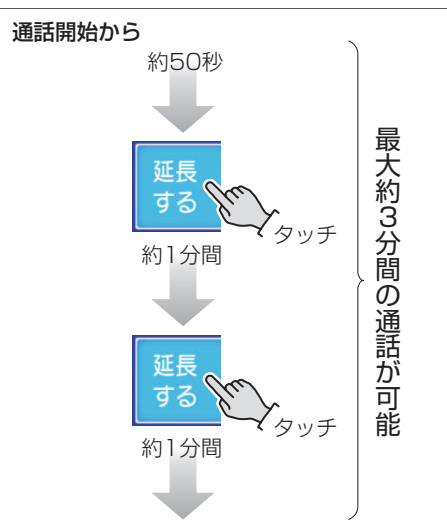 通話開始から
約50秒
延長
する
タッチ
約1分間
延長
する
タッチ
約1分間
最大約3分間の通話が可能